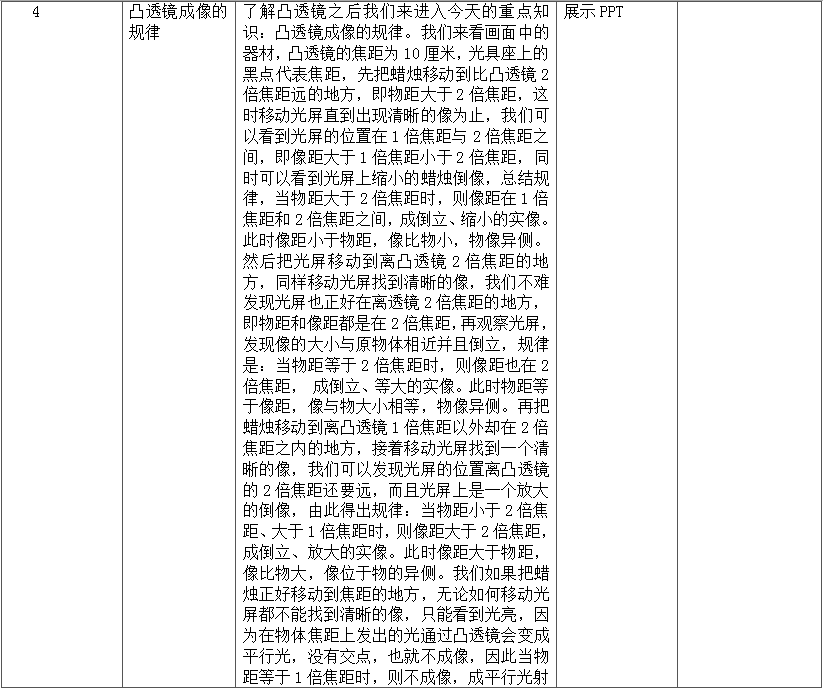 4
凸透镜成像的
规律
了解凸透镜之后我们来进入今天的重点知
识：凸透镜成像的规律。我们来看画面中的
器材，凸透镜的焦距为 10 厘米，光具座上的
黑点代表焦距，先把蜡烛移动到比凸透镜 2
倍焦距远的地方，即物距大于 2 倍焦距，这
时移动光屏直到出现清晰的像为止，我们可
以看到光屏的位置在 1 倍焦距与 2 倍焦距之
间，即像距大于 1 倍焦距小于 2 倍焦距，同
时可以看到光屏上缩小的蜡烛倒像，总结规
律，当物距大于 2 倍焦距时，则像距在 1 倍
焦距和 2 倍焦距之间，成倒立、缩小的实像。
此时像距小于物距，像比物小，物像异侧。
然后把光屏移动到离凸透镜 2 倍焦距的地
方，同样移动光屏找到清晰的像，我们不难
发现光屏也正好在离透镜 2 倍焦距的地方，
即物距和像距都是在 2 倍焦距，再观察光屏，
发现像的大小与原物体相近并且倒立，规律
是：当物距等于 2 倍焦距时，则像距也在 2
倍焦距， 成倒立、等大的实像。此时物距等
于像距，像与物大小相等，物像异侧。再把
蜡烛移动到离凸透镜 1 倍焦距以外却在 2 倍
焦距之内的地方，接着移动光屏找到一个清
晰的像，我们可以发现光屏的位置离凸透镜
的 2 倍焦距还要远，而且光屏上是一个放大
的倒像，由此得出规律：当物距小于 2 倍焦
距、大于 1 倍焦距时，则像距大于 2 倍焦距，
成倒立、放大的实像。此时像距大于物距，
像比物大，像位于物的异侧。我们如果把蜡
烛正好移动到焦距的地方，无论如何移动光
屏都不能找到清晰的像，只能看到光亮，因
为在物体焦距上发出的光通过凸透镜会变成
平行光，没有交点，也就不成像，因此当物
距等于 1 倍焦距时，则不成像，成平行光射
展示 PPT